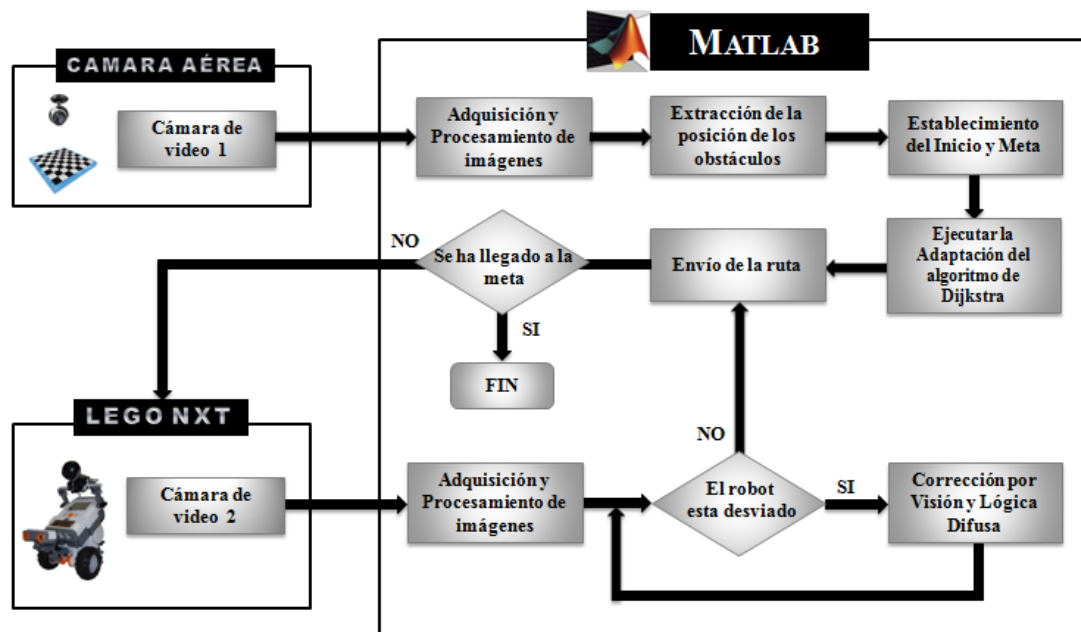 MATLAB
CAMARA AÉREA
Cámara de
video 1
Adquisición y
Procesamiento de
imágenes
Extracción de la
posición de los
obstáculos
Establecimiento
del Inicio y Meta
Ejecutar la
Adaptación del
algoritmo de
Dijkstra
Envío de la ruta
NO
Se ha llegado a la
meta
SI
FIN
LEGO NXT
Cámara de
video 2
Adquisición y
Procesamiento de
imágenes
NO
El robot
esta desviado
SI
Corrección por
Visión y Lógica
Difusa